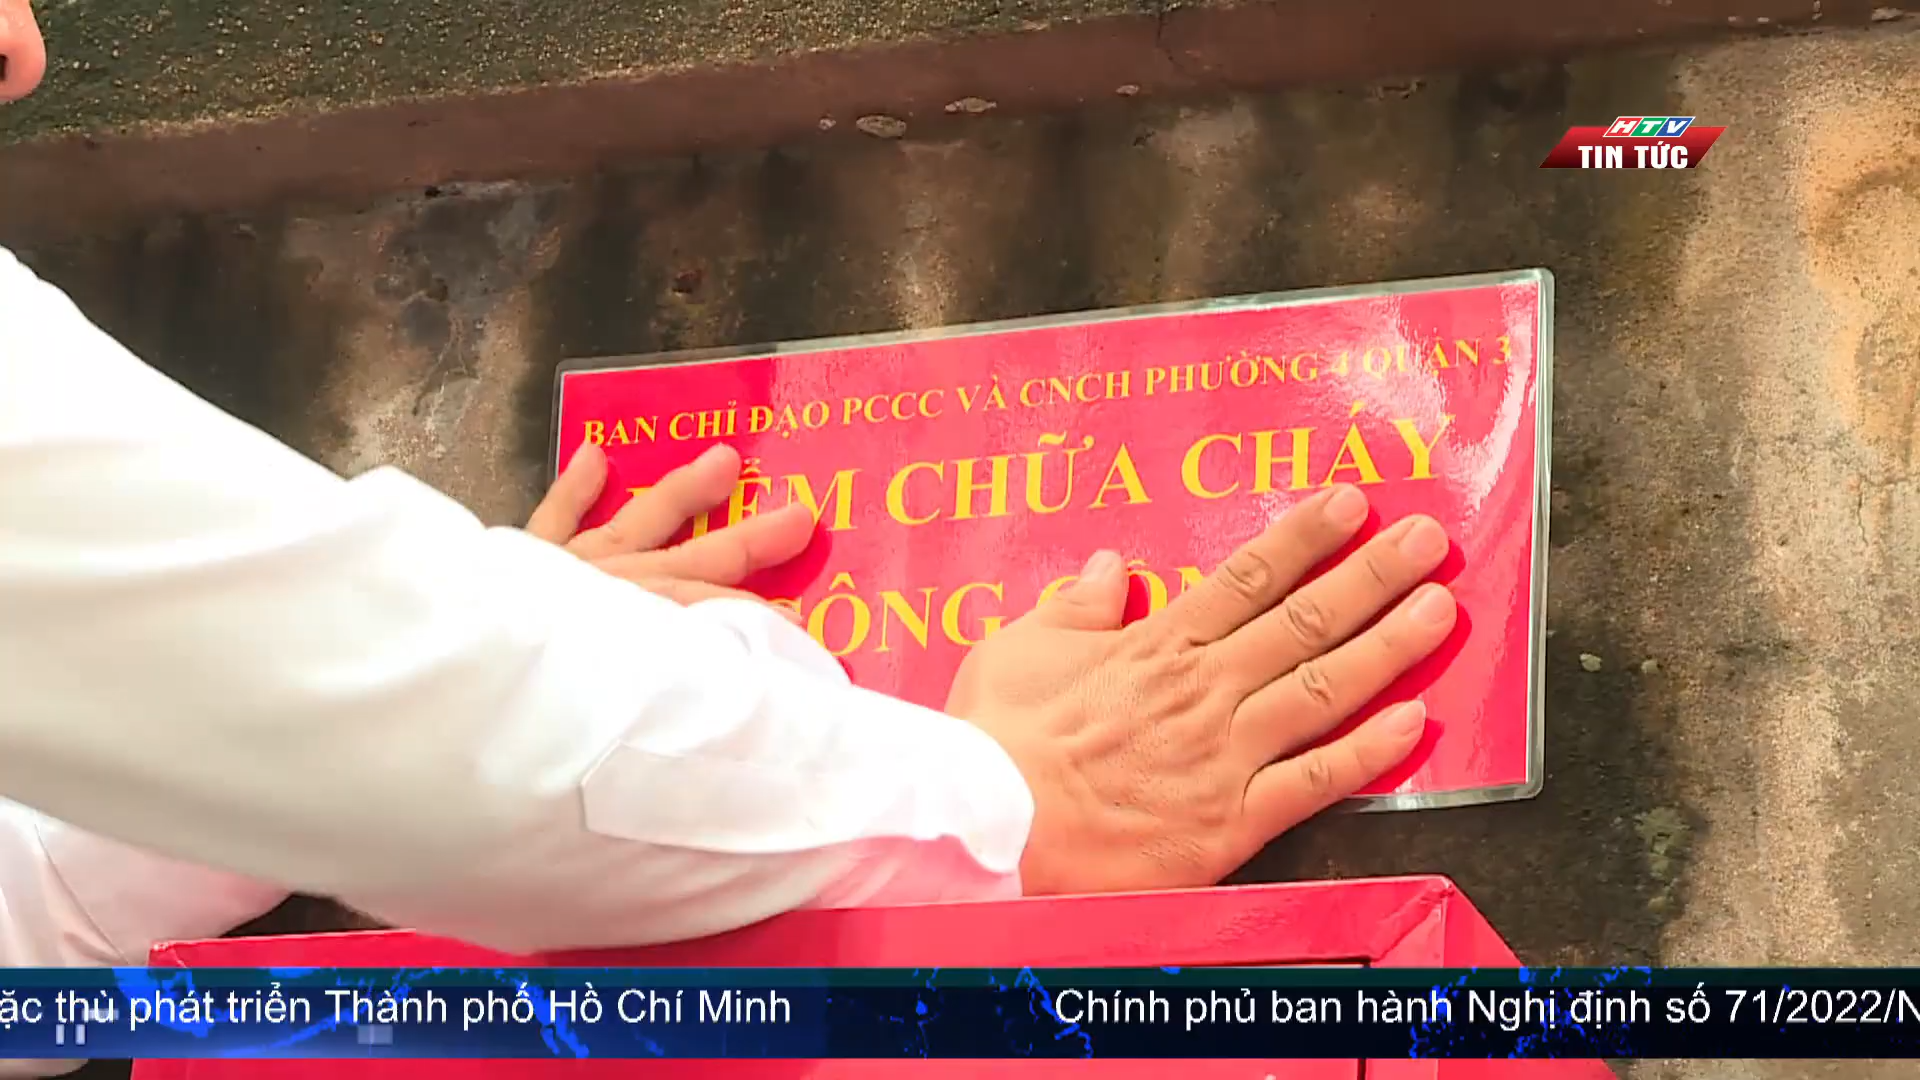 HTV
TIN TỨC
BAN CHỈ ĐẠO PCCC VÀ CNCH PHƯỜNG 4 QUẬN 3
CHỮA CHÁY
CÔNG
thù phát triển Thành phố Hồ Chí Minh Chính phủ ban hành Nghị định số 71/2022/N